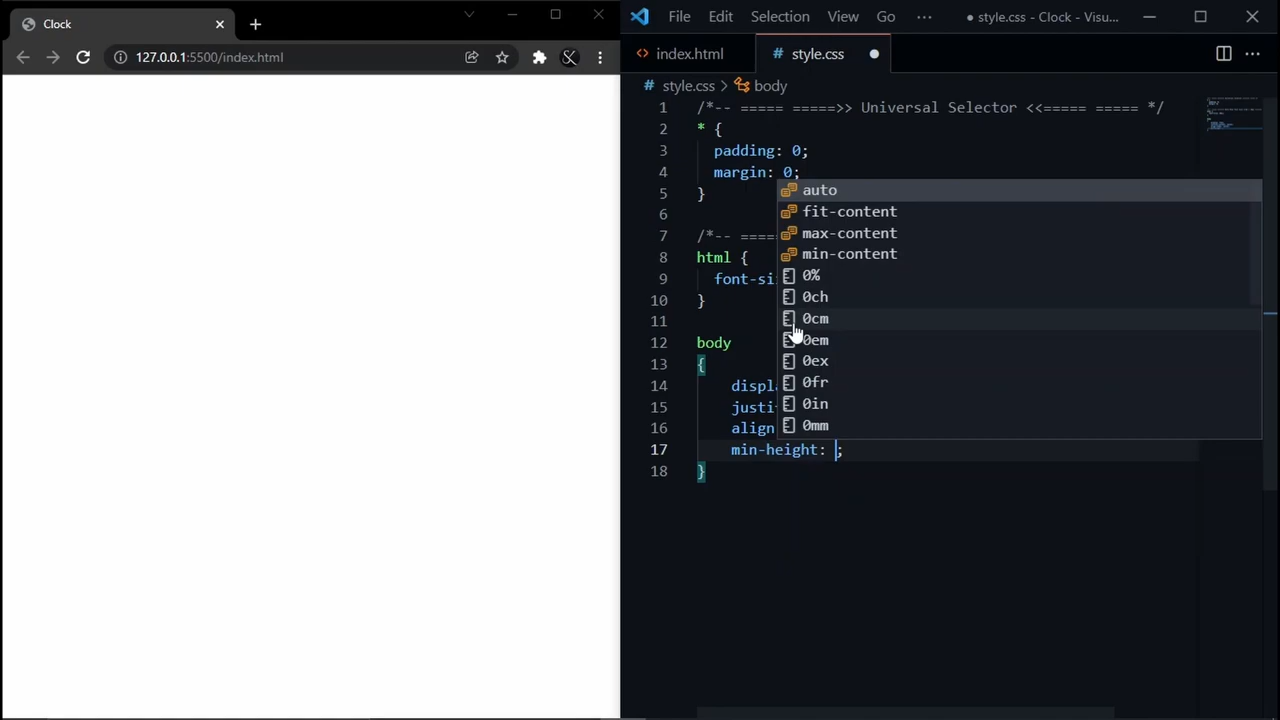 Clock
127.0.0.1:5500/index.html
File Edit Selection View Go ··· ● style.css - Clock - Visu...
<> index.html # style.css ●
# style.css > body
1 /*-- ===== =====>> Universal Selector <<===== ===== */
2 * {
3 padding: 0;
4 margin: 0;
5 }
6
7 /*-- ====
8 html {
9 font-si
10 }
11
12 body
13 {
14 displ
15 justi
16 align
17 min-height: ;
18 }
auto
fit-content
max-content
min-content
0%
0ch
0cm
0em
0ex
0fr
0in
0mm